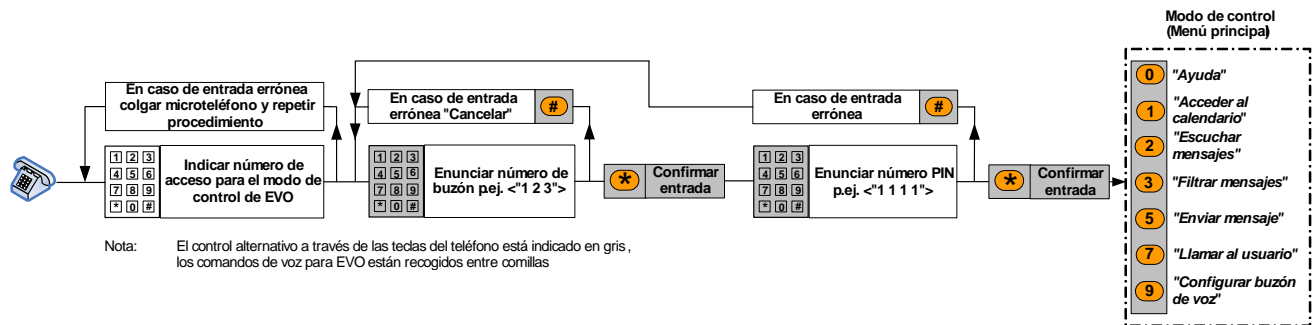 Modo de control
(Menú principal)
En caso de entrada errónea
colgar microteléfono y repetir
procedimiento
En caso de entrada
errónea "Cancelar"
#
En caso de entrada
errónea
#
1 2 3
4 5 6
7 8 9
* 0 #
Indicar número de
acceso para el modo de
control de EVO
1 2 3
4 5 6
7 8 9
* 0 #
Enunciar número de
buzón p.ej. <"1 2 3">
* Confirmar
entrada
1 2 3
4 5 6
7 8 9
* 0 #
Enunciar número PIN
p.ej. <"1 1 1 1">
* Confirmar
entrada
0 "Ayuda"
1 "Acceder al
calendario"
2 "Escuchar
mensajes"
3 "Filtrar mensajes"
5 "Enviar mensaje"
7 "Llamar al usuario"
9 "Configurar buzón
de voz"
Nota: El control alternativo a través de las teclas del teléfono está indicado en gris,
los comandos de voz para EVO están recogidos entre comillas